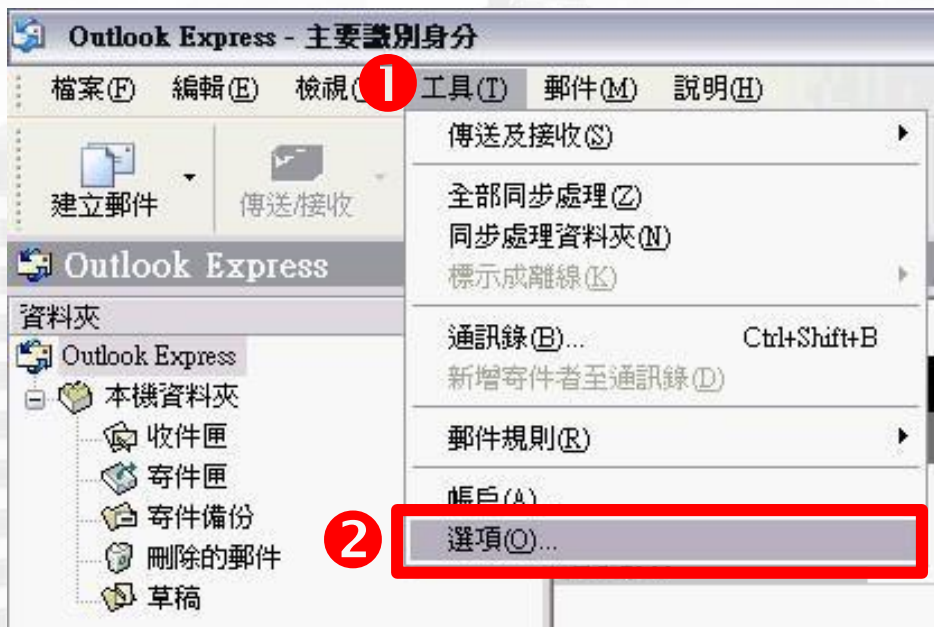 Outlook Express - 主要識別身分
檔案(F) 編輯(E) 檢視( 1 工具(T) 郵件(M) 說明(H)
建立郵件 傳送/接收
傳送及接收(S)
全部同步處理(Z)
同步處理資料夾(N)
標示成離線(K)
通訊錄(B)... Ctrl+Shift+B
新增寄件者至通訊錄(D)
郵件規則(R)
帳戶(A)
2 選項(O)...
Outlook Express
資料夾
Outlook Express
本機資料夾
收件匣
寄件匣
寄件備份
刪除的郵件
草稿